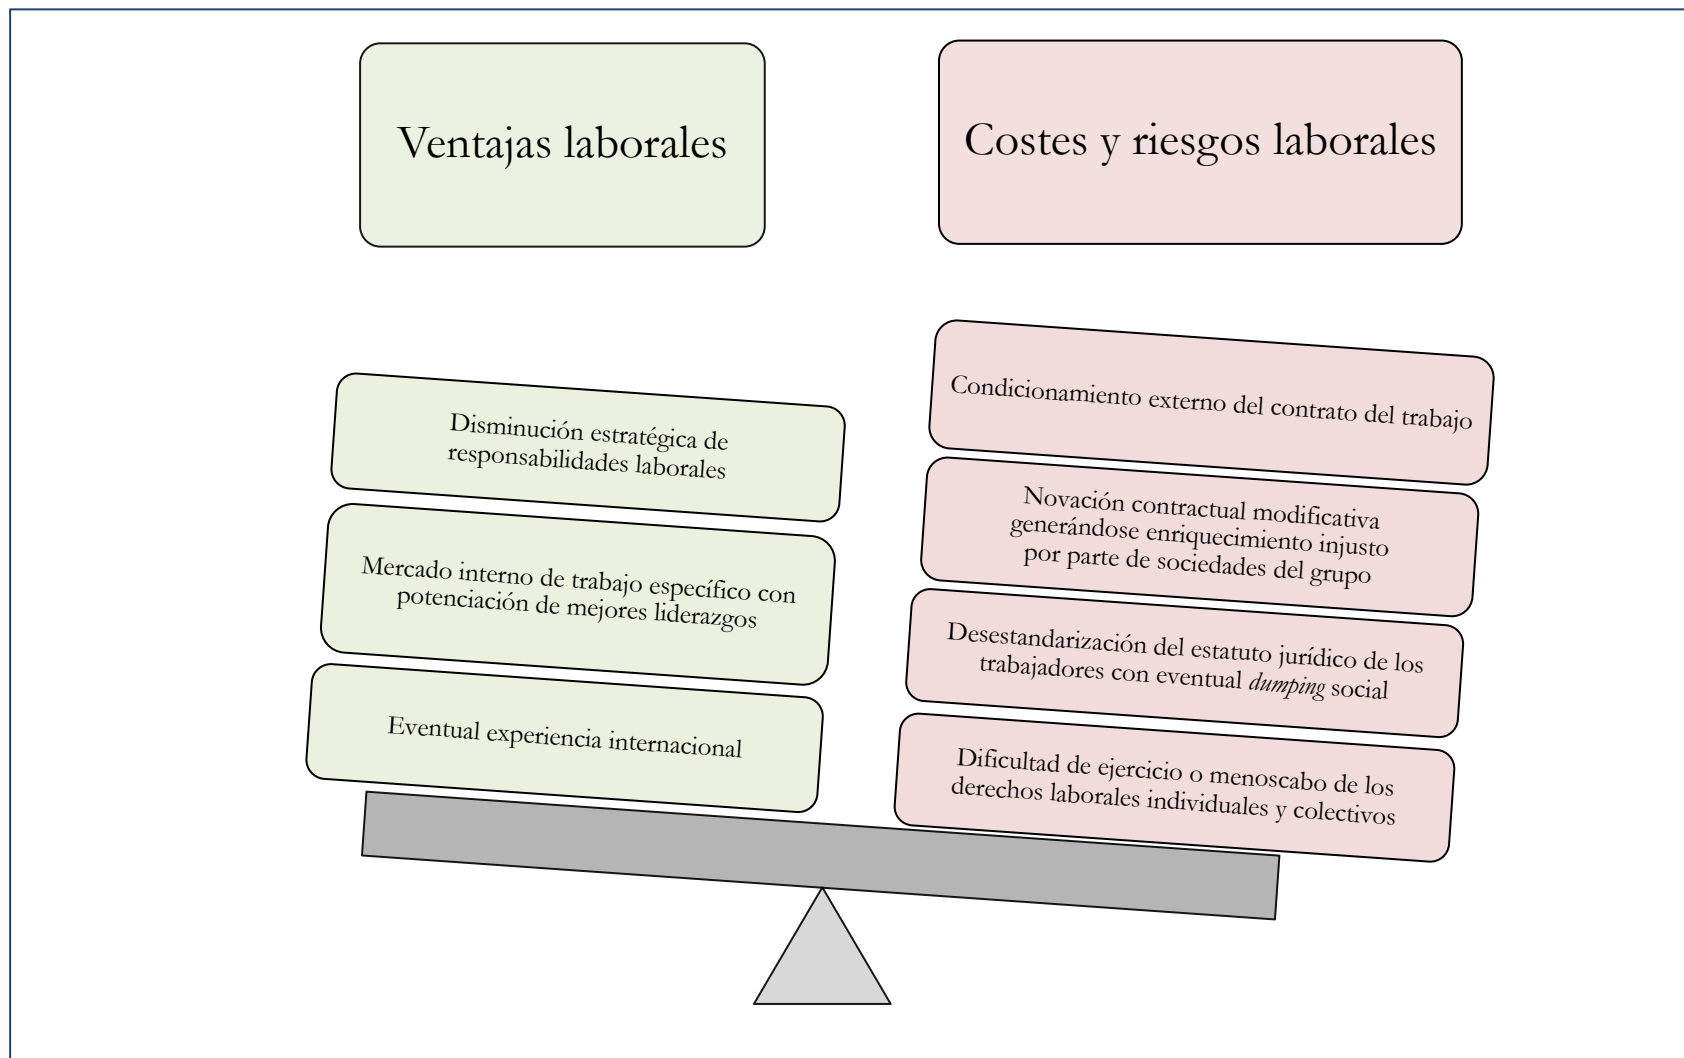 Ventajas laborales
Costes y riesgos laborales
Disminución estratégica de
responsabilidades laborales
Mercado interno de trabajo específico con
potenciación de mejores liderazgos
Eventual experiencia internacional
Condicionamiento externo del contrato del trabajo
Novación contractual modificativa
generándose enriquecimiento injusto
por parte de sociedades del grupo
Desestandarización del estatuto jurídico de los
trabajadores con eventual dumping social
Dificultad de ejercicio o menoscabo de los
derechos laborales individuales y colectivos